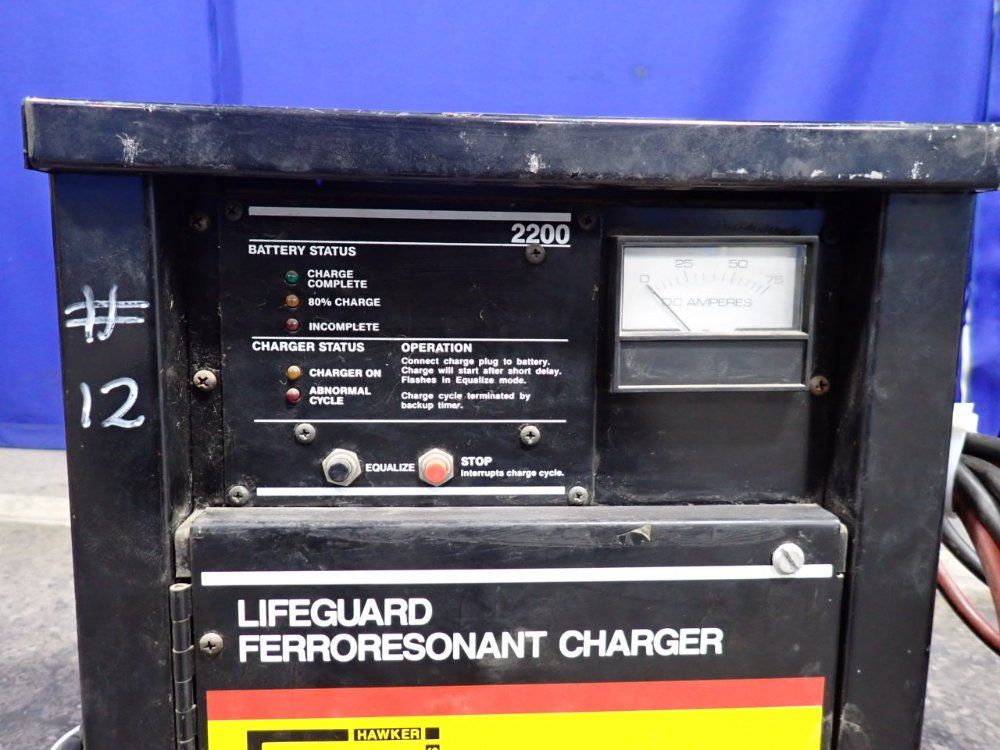 2200
BATTERY STATUS
CHARGE
COMPLETE
80% CHARGE
INCOMPLETE
CHARGER STATUS
CHARGER ON
ABNORMAL
CYCLE
OPERATION
Connect charge plug to battery.
Charge will start after short delay.
Flashes in Equalize mode.
Charge cycle terminated by
backup timer.
EQUALIZE
STOP
Interrupts charge cycle.
0 25 50 75
DC AMPERES
#
12
LIFEGUARD
FERRORESONANT CHARGER
HAWKER